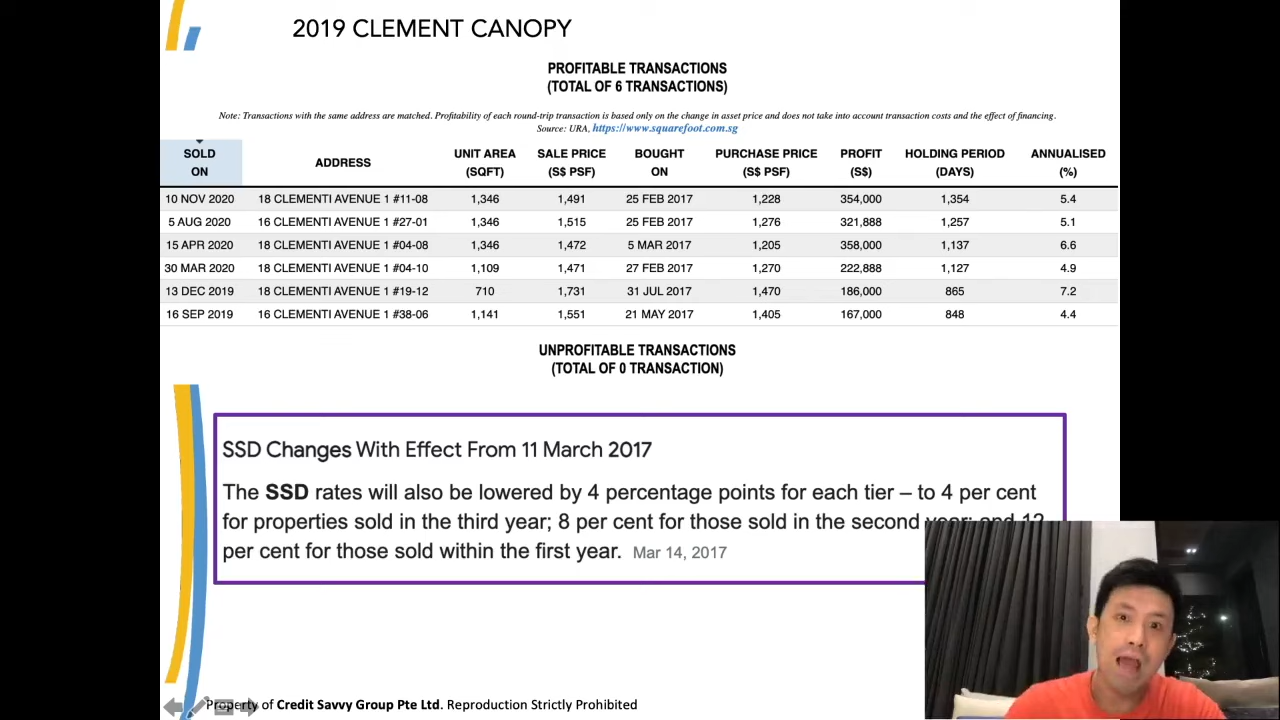 2019 CLEMENT CANOPY
PROFITABLE TRANSACTIONS
(TOTAL OF 6 TRANSACTIONS)
Note: Transactions with the same address are matched. Profitability of each round-trip transaction is based only on the change in asset price and does not take into account transaction costs and the effect of financing.
Source: URA, https://www.squarefoot.com.sg
SOLD ON ADDRESS UNIT AREA (SQFT) SALE PRICE (S$ PSF) BOUGHT ON PURCHASE PRICE (S$ PSF) PROFIT (S$) HOLDING PERIOD (DAYS) ANNUALISED (%)
10 NOV 2020 18 CLEMENTI AVENUE 1 #11-08 1,346 1,491 25 FEB 2017 1,228 354,000 1,354 5.4
5 AUG 2020 16 CLEMENTI AVENUE 1 #27-01 1,346 1,515 25 FEB 2017 1,276 321,888 1,257 5.1
15 APR 2020 18 CLEMENTI AVENUE 1 #04-08 1,346 1,472 5 MAR 2017 1,205 358,000 1,137 6.6
30 MAR 2020 18 CLEMENTI AVENUE 1 #04-10 1,109 1,471 27 FEB 2017 1,270 222,888 1,127 4.9
13 DEC 2019 18 CLEMENTI AVENUE 1 #19-12 710 1,731 31 JUL 2017 1,470 186,000 865 7.2
16 SEP 2019 16 CLEMENTI AVENUE 1 #38-06 1,141 1,551 21 MAY 2017 1,405 167,000 848 4.4
UNPROFITABLE TRANSACTIONS
(TOTAL OF 0 TRANSACTION)
SSD Changes With Effect From 11 March 2017
The SSD rates will also be lowered by 4 percentage points for each tier – to 4 per cent
for properties sold in the third year; 8 per cent for those sold in the second year; and 12
per cent for those sold within the first year. Mar 14, 2017
Property of Credit Savvy Group Pte Ltd. Reproduction Strictly Prohibited